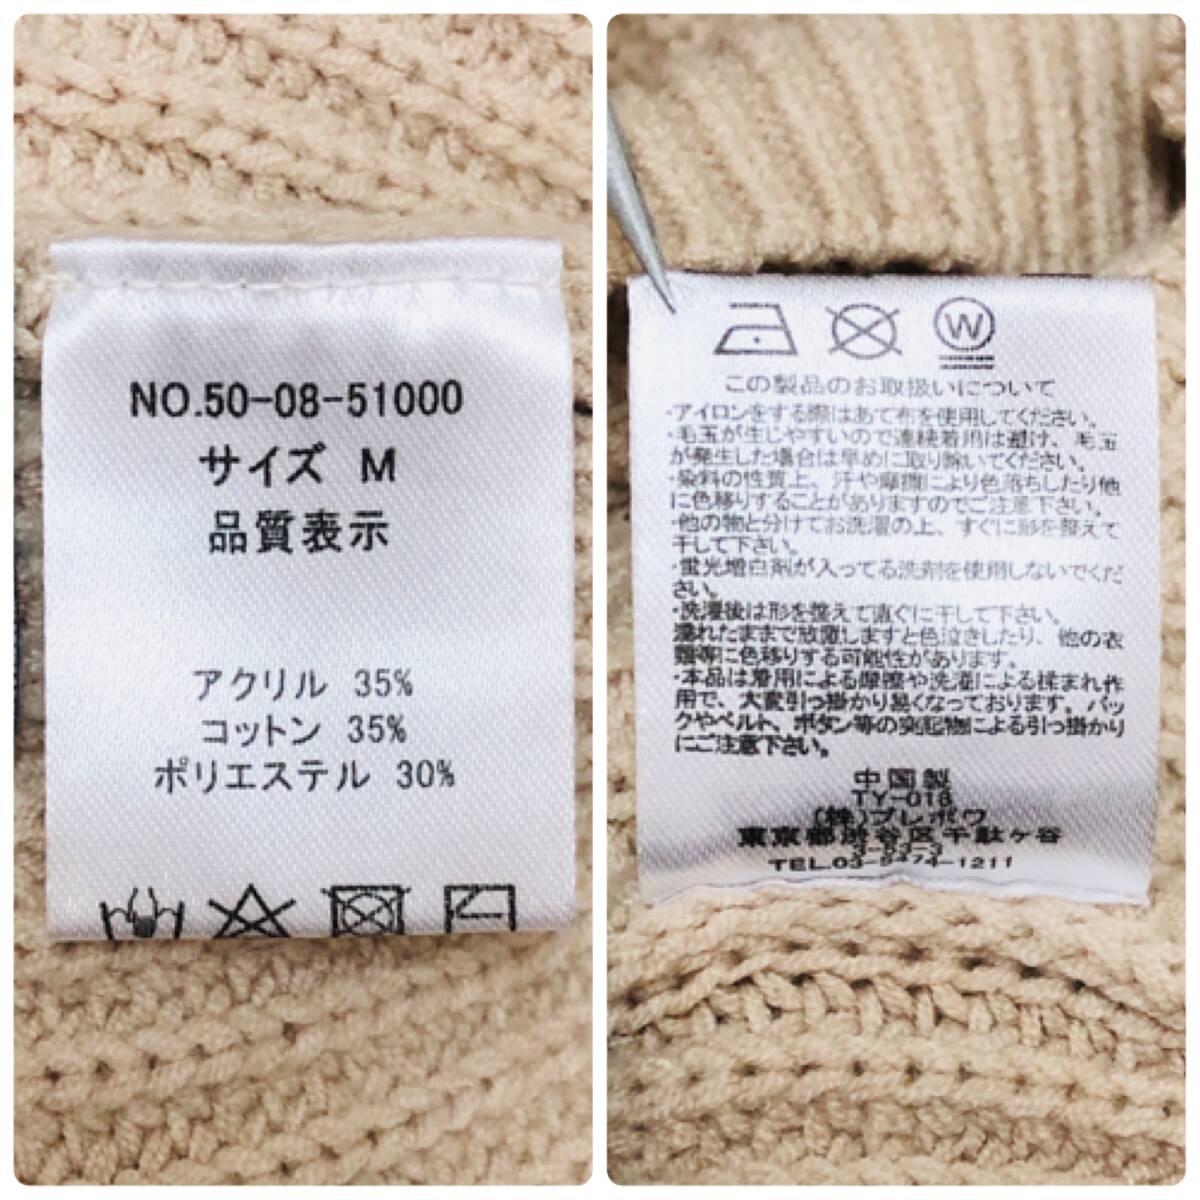 NO.50-08-51000
サイズ M
品質表示
アクリル 35%
コットン 35%
ポリエステル 30%
W
この製品のお取扱いについて
・アイロンをする際はあて布を使用してください。
・毛玉が生じやすいので連続着用は避け、毛玉
が発生した場合は早めに取り除いてください。
・染料の性質上、汗や摩擦により色落ちしたり他
に色移りすることがありますのでご注意下さい。
・他の物と分けてお洗濯の上、すぐに形を整えて
干して下さい。
・蛍光増白剤が入ってる洗剤を使用しないでくだ
さい。
・洗濯後は形を整えて直ぐに干して下さい。
濡れたままで放置しますと色泣きしたり、他の衣
類等に色移りする可能性があります。
・本品は着用による摩擦や洗濯による揉まれ作
用で、大変引っ掛かり易くなっております。バッ
クやベルト、ボタン等の突起物による引っ掛かり
にご注意下さい。
中国製
TY-018
(株)プレポワ
東京都渋谷区千駄ヶ谷
3-53-3
TEL.03-5474-1211